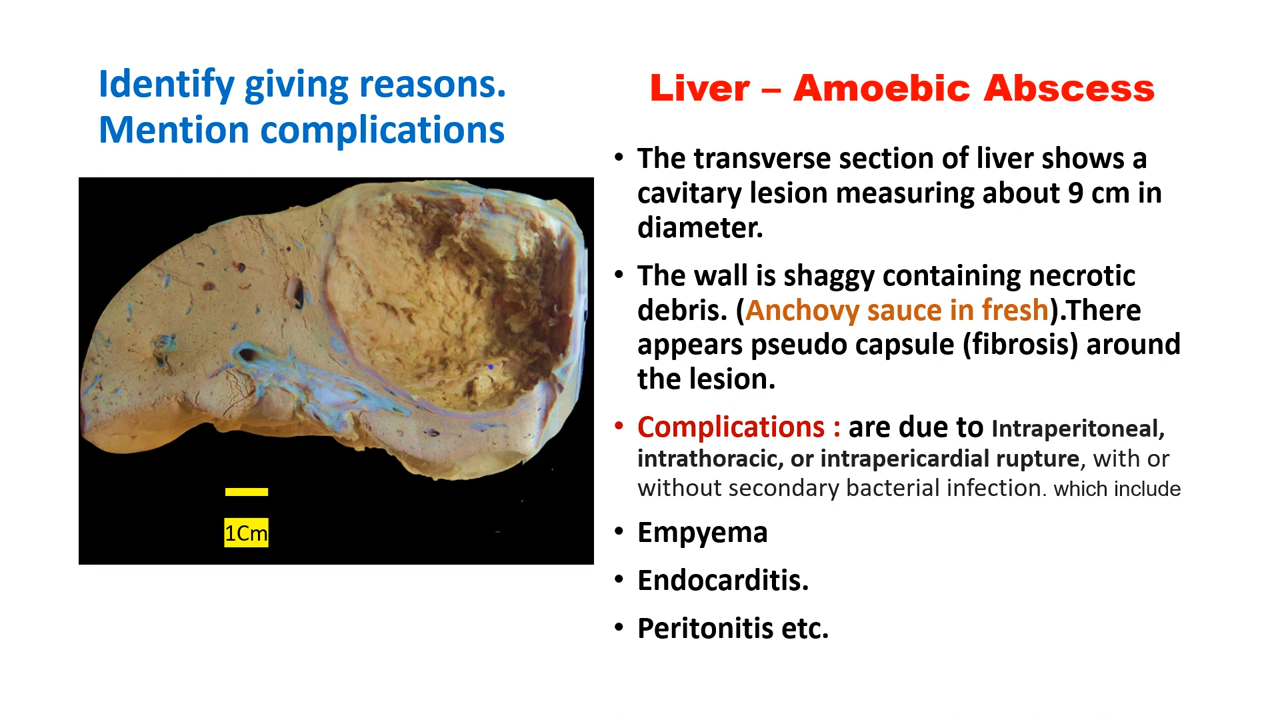 Identify giving reasons.
Mention complications
1Cm
Liver – Amoebic Abscess
• The transverse section of liver shows a
cavitary lesion measuring about 9 cm in
diameter.
• The wall is shaggy containing necrotic
debris. (Anchovy sauce in fresh).There
appears pseudo capsule (fibrosis) around
the lesion.
• Complications : are due to Intraperitoneal,
intrathoracic, or intrapericardial rupture, with or
without secondary bacterial infection. which include
• Empyema
• Endocarditis.
• Peritonitis etc.